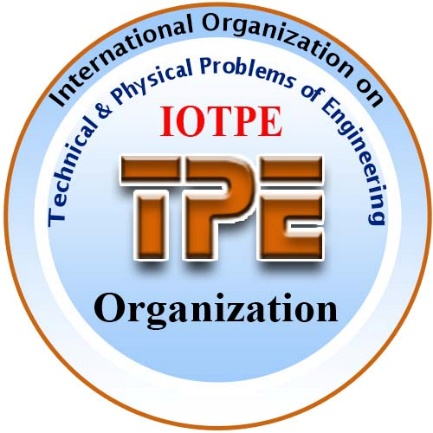 International Organization on
Technical & Physical Problems of Engineering
IOTPE
TPE
Organization